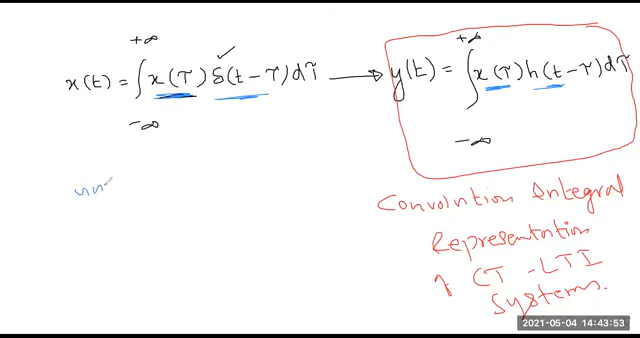 x(t) = ∫_{-∞}^{+∞} x(τ) δ(t-τ) dτ ⟶ y(t) = ∫_{-∞}^{+∞} x(τ) h(t-τ) dτ
Convolution Integral
Representation
of CT - LTI
Systems.
2021-05-04 14:43:53